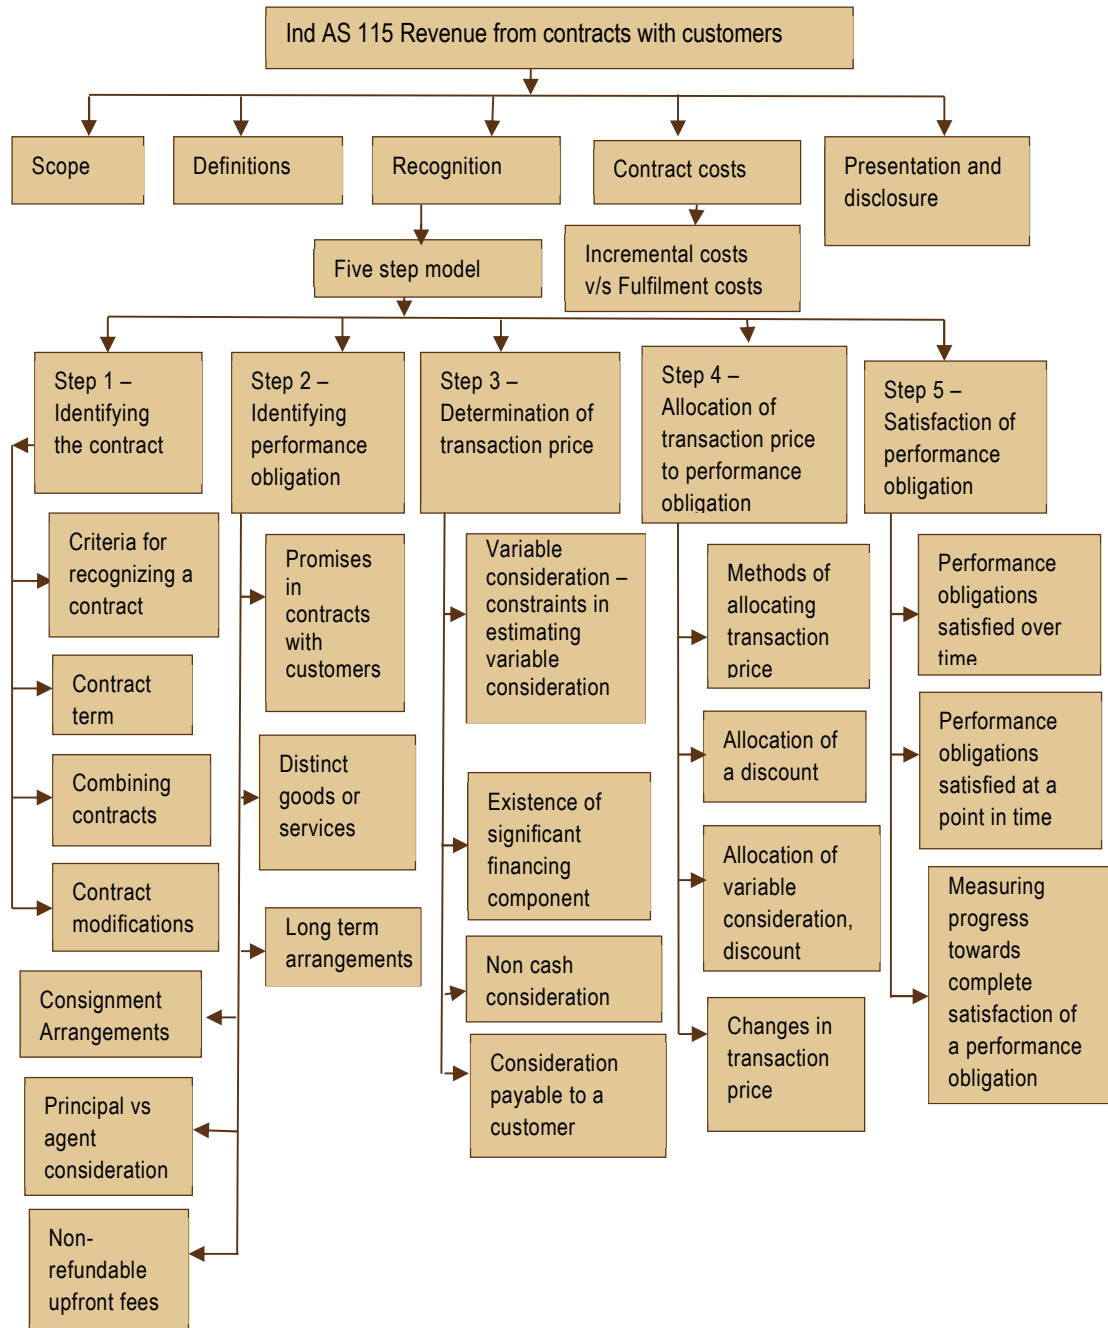 Ind AS 115 Revenue from contracts with customers
Scope
Definitions
Recognition
Contract costs
Presentation and
disclosure
Five step model
Incremental costs
v/s Fulfilment costs
Step 1 –
Identifying
the contract
Step 2 –
Identifying
performance
obligation
Step 3 –
Determination of
transaction price
Step 4 –
Allocation of
transaction price
to performance
obligation
Step 5 –
Satisfaction of
performance
obligation
Criteria for
recognizing a
contract
Contract
term
Combining
contracts
Contract
modifications
Promises
in
contracts
with
customers
Distinct
goods or
services
Long term
arrangements
Consignment
Arrangements
Principal vs
agent
consideration
Non-
refundable
upfront fees
Variable
consideration –
constraints in
estimating
variable
consideration
Existence of
significant
financing
component
Non cash
consideration
Consideration
payable to a
customer
Methods of
allocating
transaction
price
Allocation of
a discount
Allocation of
variable
consideration,
discount
Changes in
transaction
price
Performance
obligations
satisfied over
time
Performance
obligations
satisfied at a
point in time
Measuring
progress
towards
complete
satisfaction of
a performance
obligation